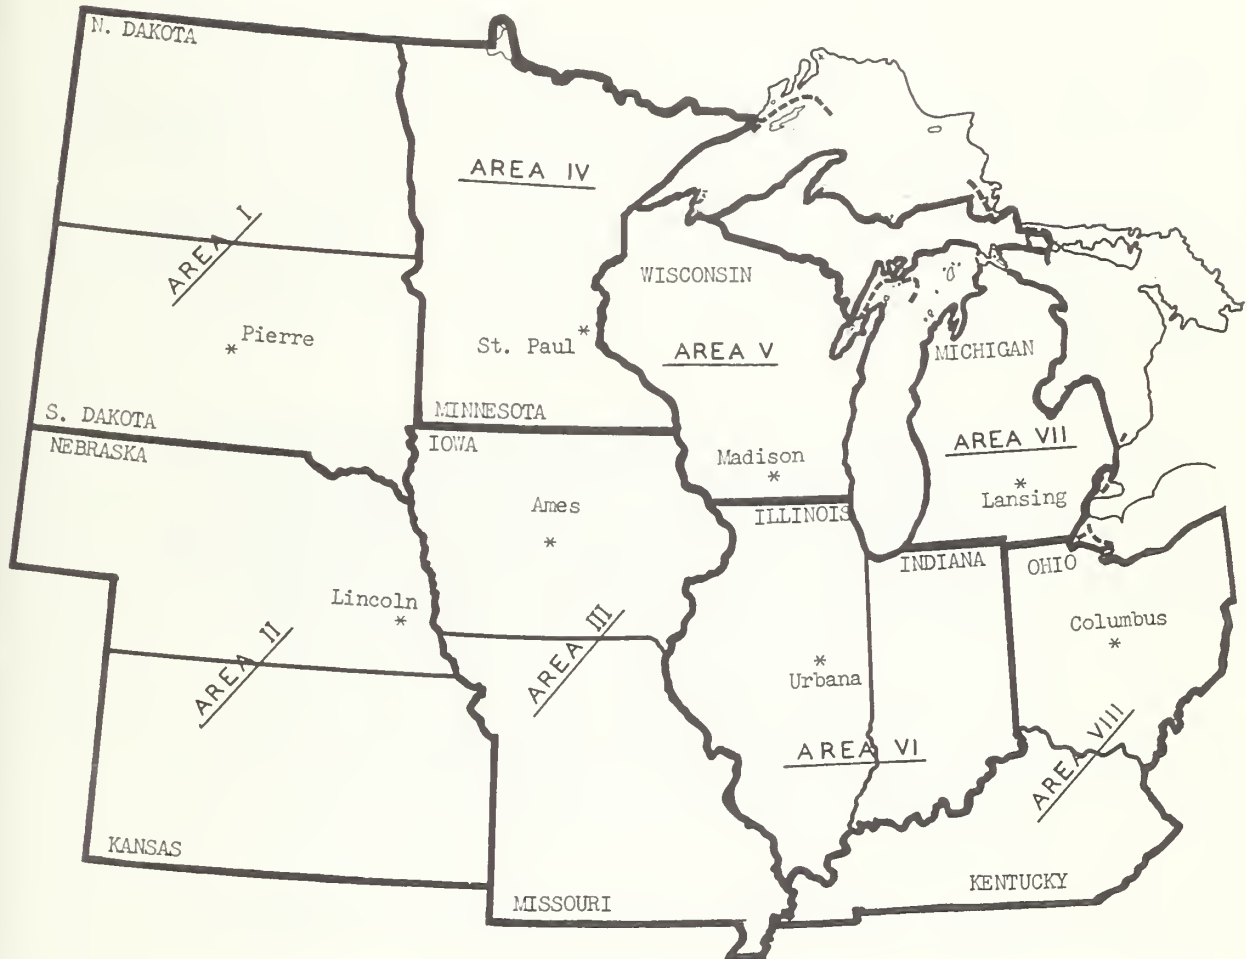 N. DAKOTA
AREA IV
AREA I
WISCONSIN
* Pierre
St. Paul *
AREA V
MICHIGAN
S. DAKOTA
MINNESOTA
NEBRASKA
IOWA
AREA VII
Madison
*
*
Lansing
Ames
*
ILLINOIS
INDIANA
OHIO
Lincoln
*
AREA II
AREA III
Columbus
*
*
Urbana
AREA VI
AREA VIII
KANSAS
MISSOURI
KENTUCKY